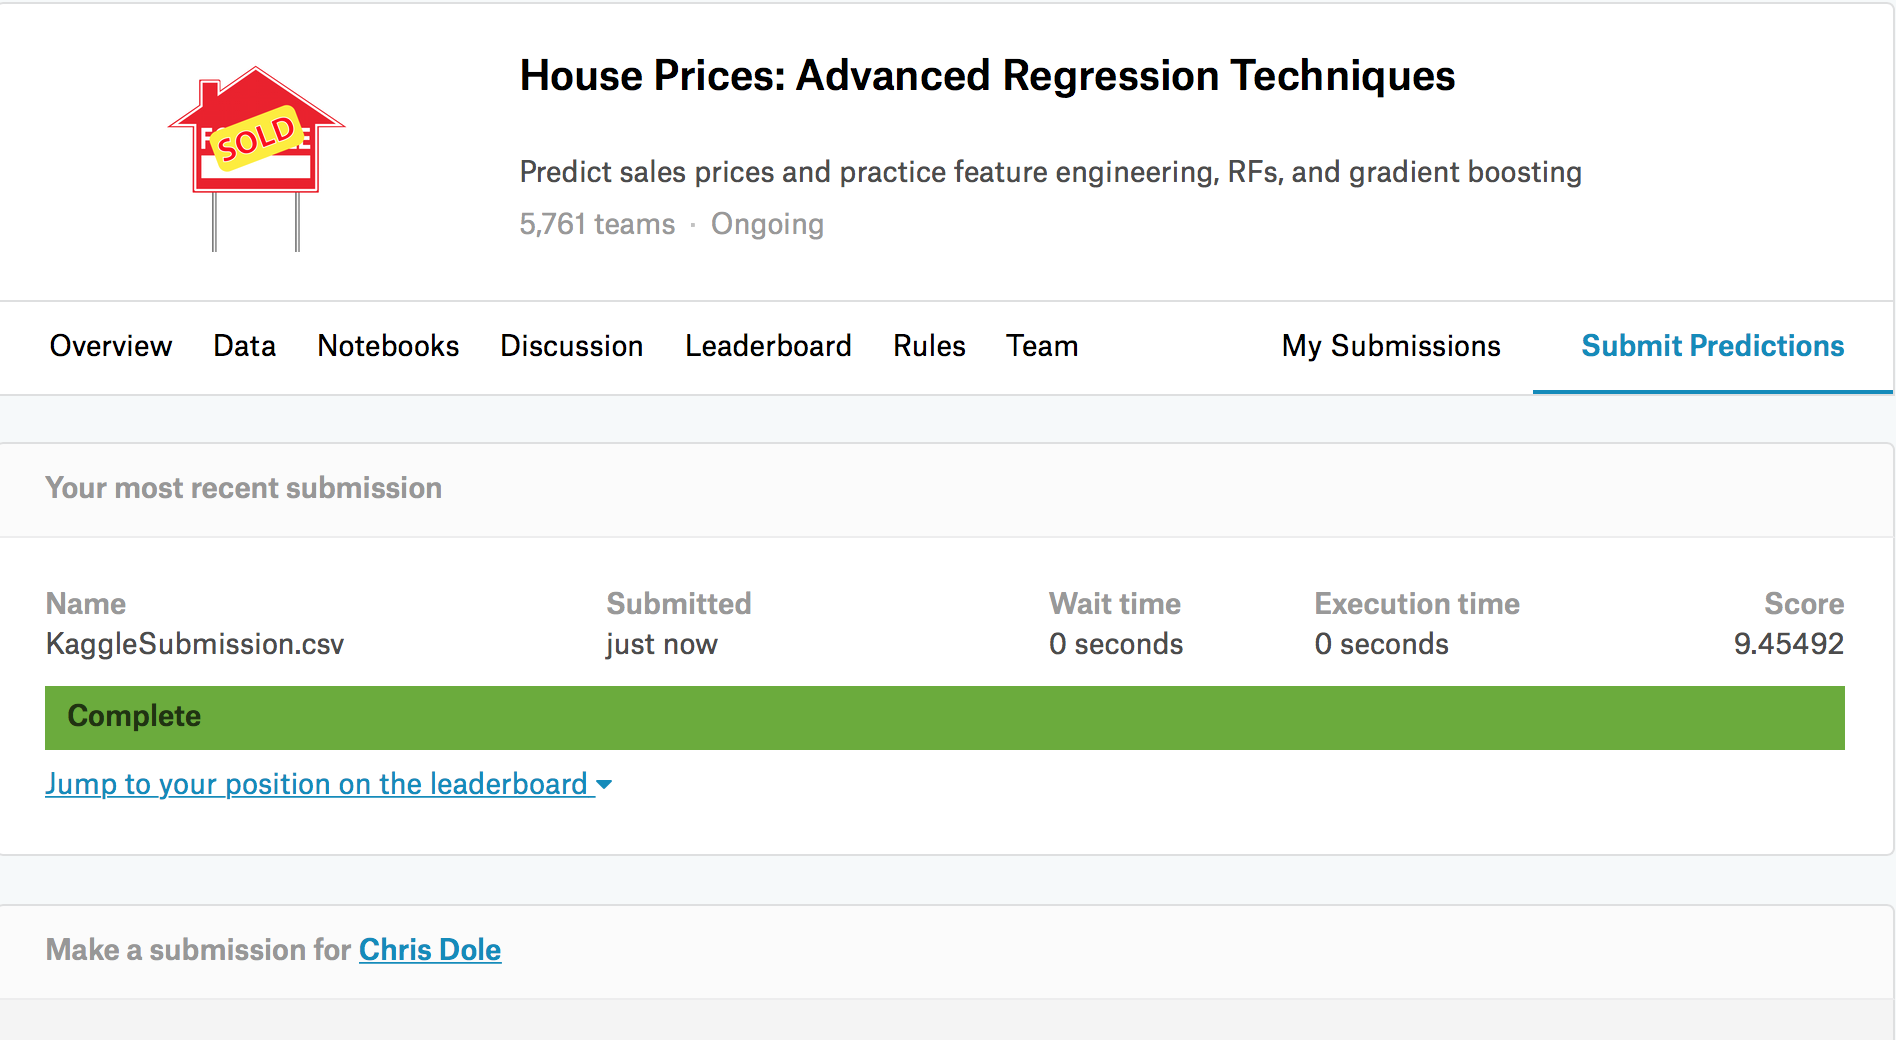 House Prices: Advanced Regression Techniques
SOLD
Predict sales prices and practice feature engineering, RFs, and gradient boosting
5,761 teams · Ongoing
Overview Data Notebooks Discussion Leaderboard Rules Team My Submissions Submit Predictions
Your most recent submission
Name Submitted Wait time Execution time Score
KaggleSubmission.csv just now 0 seconds 0 seconds 9.45492
Complete
Jump to your position on the leaderboard
Make a submission for Chris Dole